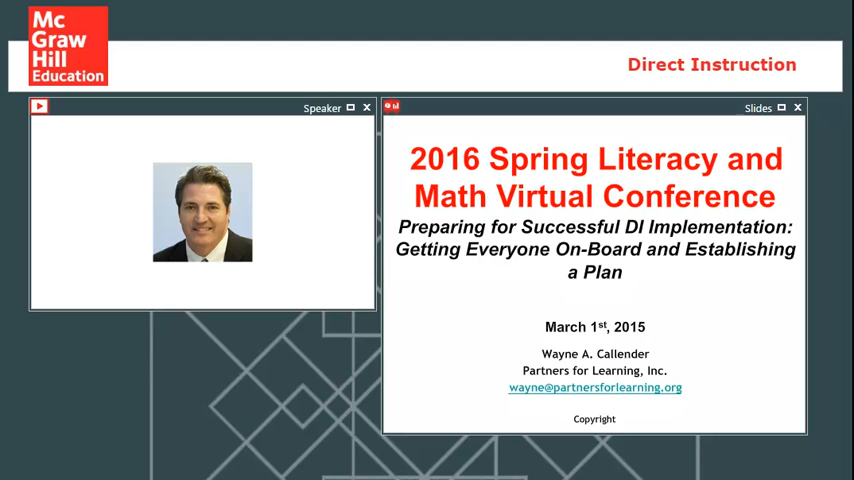 Mc
Graw
Hill
Education
Direct Instruction
Speaker
Slides
2016 Spring Literacy and
Math Virtual Conference
Preparing for Successful DI Implementation:
Getting Everyone On-Board and Establishing
a Plan
March 1st, 2015
Wayne A. Callender
Partners for Learning, Inc.
wayne@partnersforlearning.org
Copyright